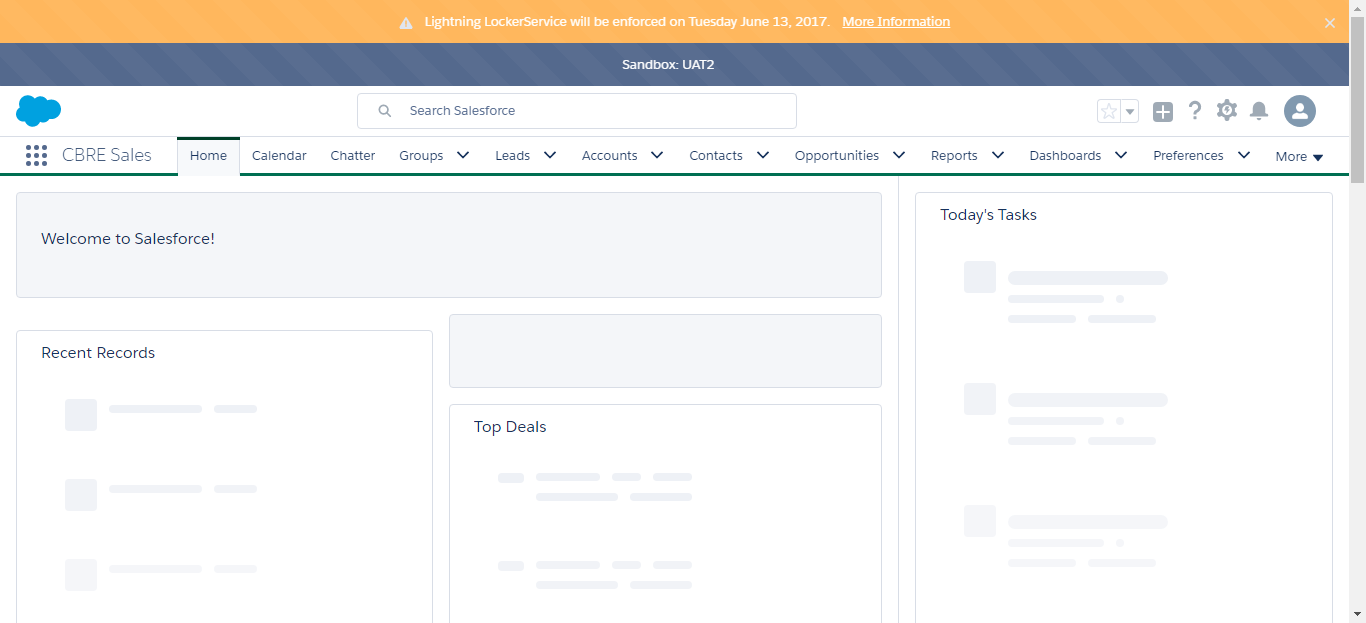 Lightning LockerService will be enforced on Tuesday June 13, 2017. More Information
Sandbox: UAT2
Search Salesforce
CBRE Sales Home Calendar Chatter Groups Leads Accounts Contacts Opportunities Reports Dashboards Preferences More
Welcome to Salesforce!
Today's Tasks
Recent Records
Top Deals